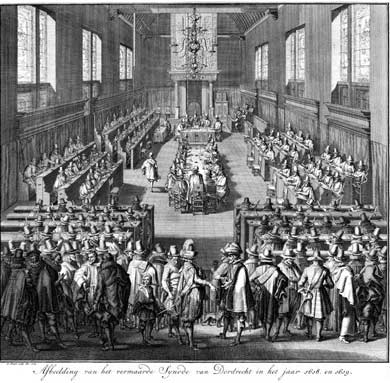 Afbeelding van het vermaarde Synode van Dordrecht in het jaar 1618. en 1619.